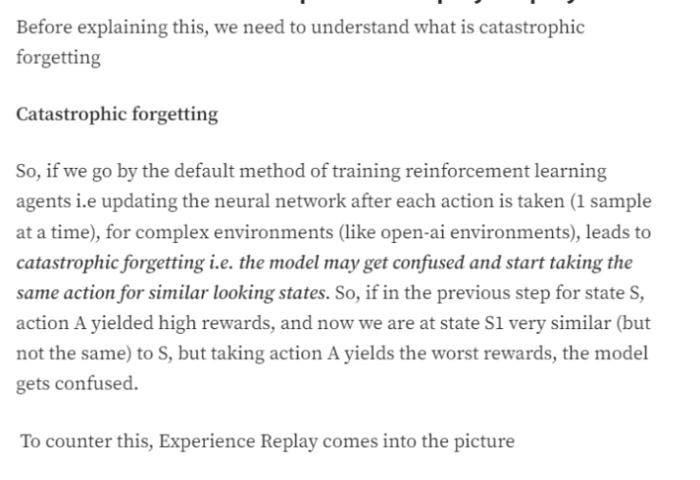 Before explaining this, we need to understand what is catastrophic
forgetting
Catastrophic forgetting
So, if we go by the default method of training reinforcement learning
agents i.e updating the neural network after each action is taken (1 sample
at a time), for complex environments (like open-ai environments), leads to
catastrophic forgetting i.e. the model may get confused and start taking the
same action for similar looking states. So, if in the previous step for state S,
action A yielded high rewards, and now we are at state S1 very similar (but
not the same) to S, but taking action A yields the worst rewards, the model
gets confused.
To counter this, Experience Replay comes into the picture